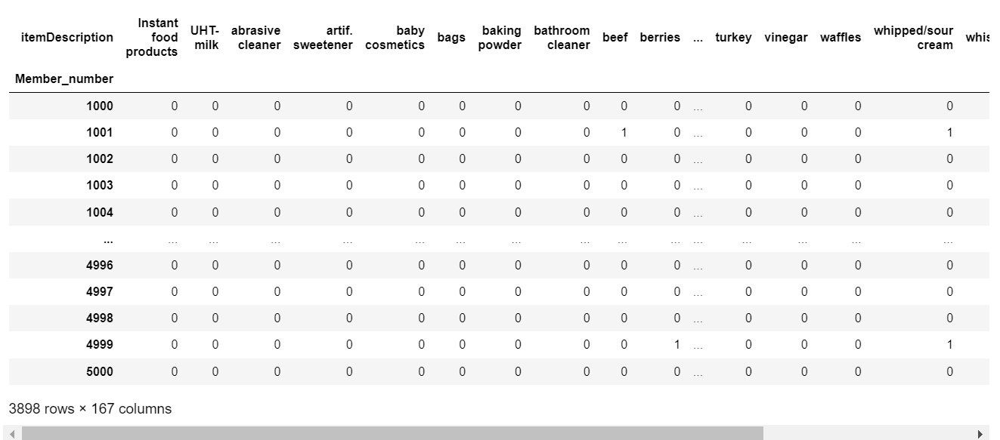 itemDescription Instant food products UHT-milk abrasive cleaner artif. sweetener baby cosmetics bags baking powder bathroom cleaner beef berries ... turkey vinegar waffles whipped/sour cream whis
Member_number
1000 0 0 0 0 0 0 0 0 0 0 ... 0 0 0 0
1001 0 0 0 0 0 0 0 0 1 0 ... 0 0 0 1
1002 0 0 0 0 0 0 0 0 0 0 ... 0 0 0 0
1003 0 0 0 0 0 0 0 0 0 0 ... 0 0 0 0
1004 0 0 0 0 0 0 0 0 0 0 ... 0 0 0 0
... ... ... ... ... ... ... ... ... ... ... ... ... ... ... ...
4996 0 0 0 0 0 0 0 0 0 0 ... 0 0 0 0
4997 0 0 0 0 0 0 0 0 0 0 ... 0 0 0 0
4998 0 0 0 0 0 0 0 0 0 0 ... 0 0 0 0
4999 0 0 0 0 0 0 0 0 0 1 ... 0 0 0 1
5000 0 0 0 0 0 0 0 0 0 0 ... 0 0 0 0
3898 rows × 167 columns